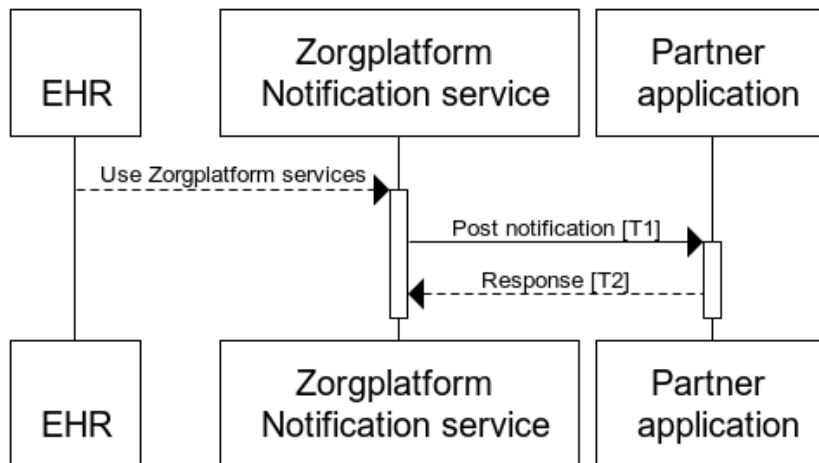 Zorgplatform
Partner
EHR
Notification service
application
Use Zorgplatform services
Post notification [T1]
Response [T2]
Zorgplatform
Partner
EHR
Notification service
application